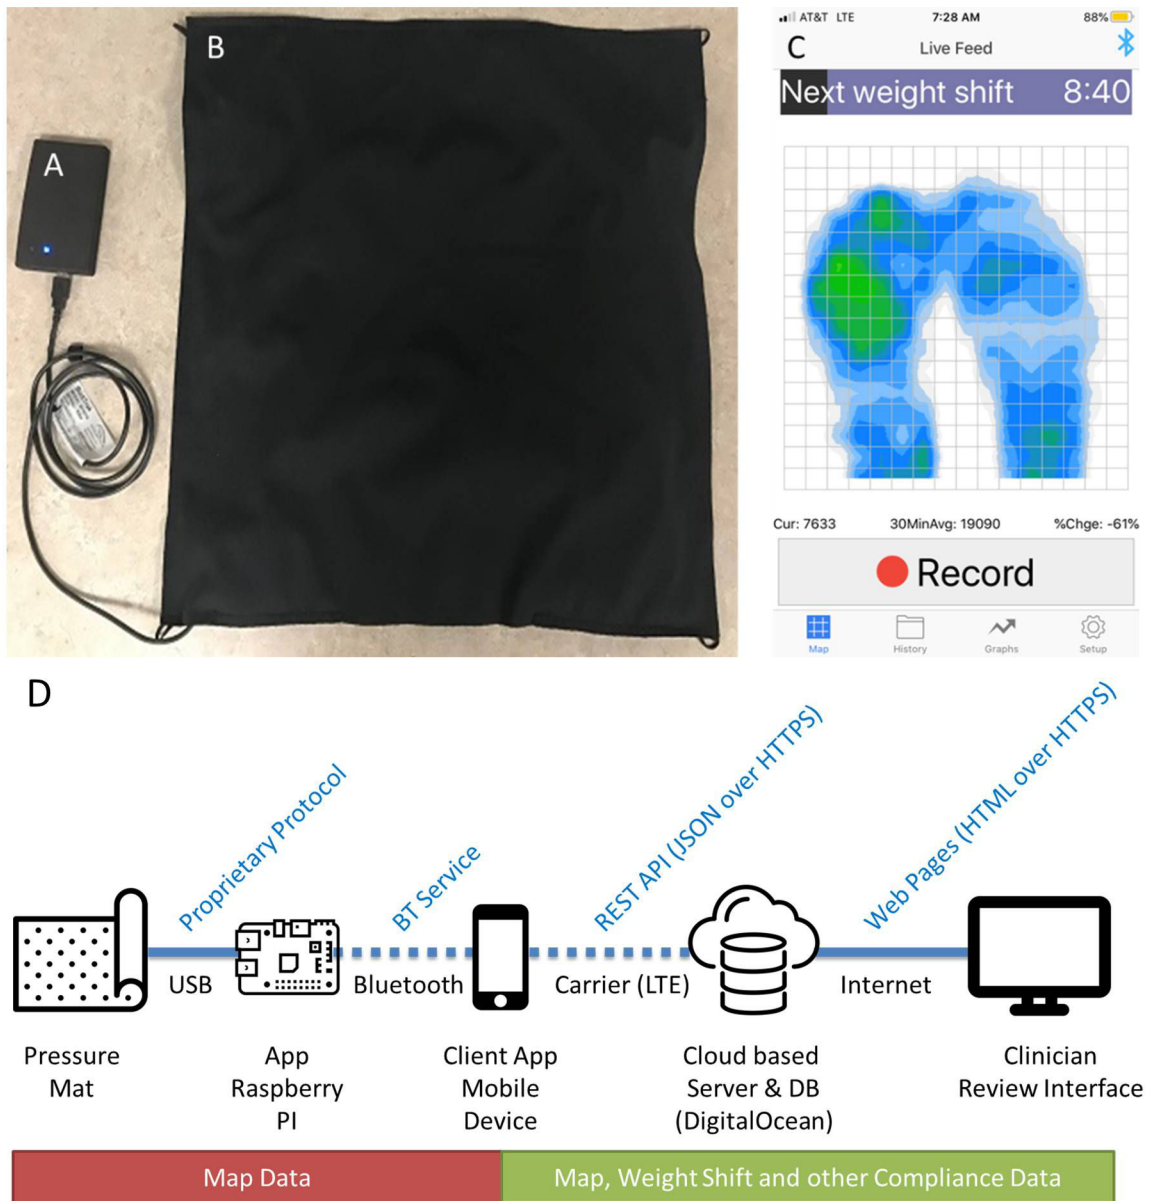 B
A
AT&T LTE 7:28 AM 88%
C Live Feed
Next weight shift 8:40
Cur: 7633 30MinAvg: 19090 %Chge: -61%
Record
Map History Graphs Setup
D
Proprietary Protocol
BT Service
REST API (JSON over HTTPS)
Web Pages (HTML over HTTPS)
USB
Bluetooth
Carrier (LTE)
Internet
Pressure
Mat
App
Raspberry
PI
Client App
Mobile
Device
Cloud based
Server & DB
(DigitalOcean)
Clinician
Review Interface
Map Data
Map, Weight Shift and other Compliance Data